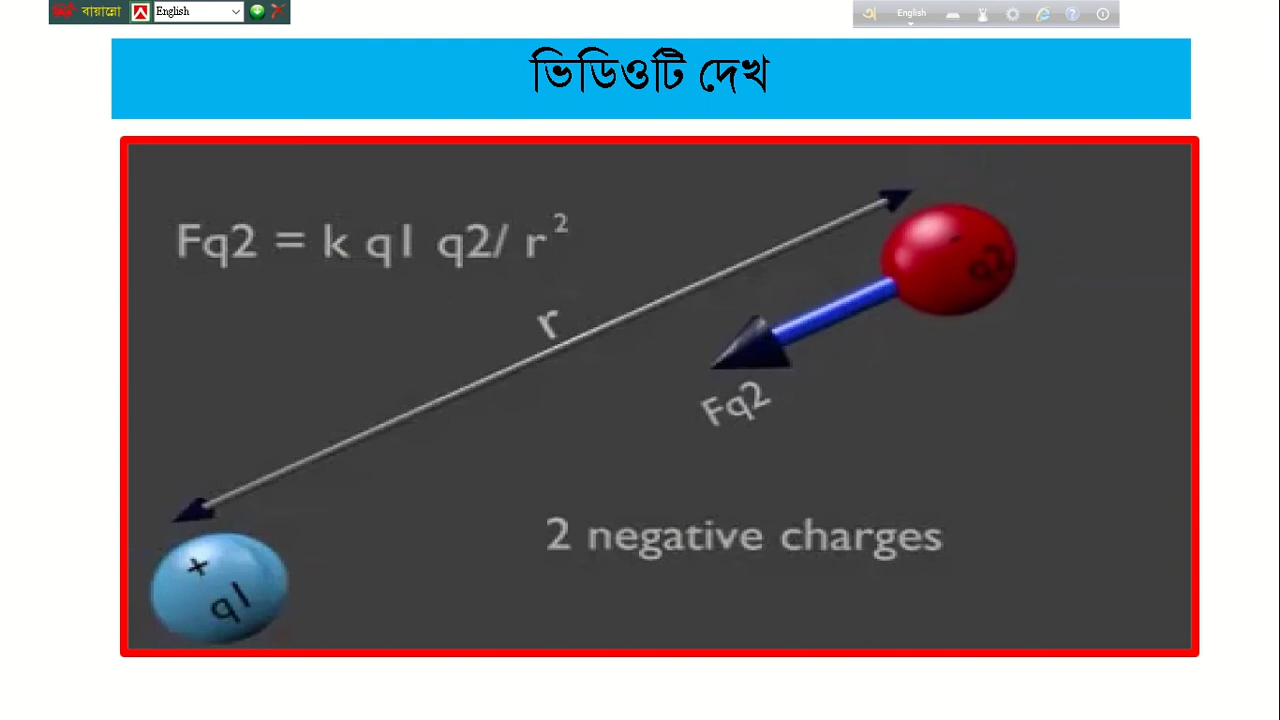 বায়ান্নো English English
ভিডিওটি দেখ
Fq2 = k q1 q2/ r²
r
- q2
Fq2
2 negative charges
+
q1